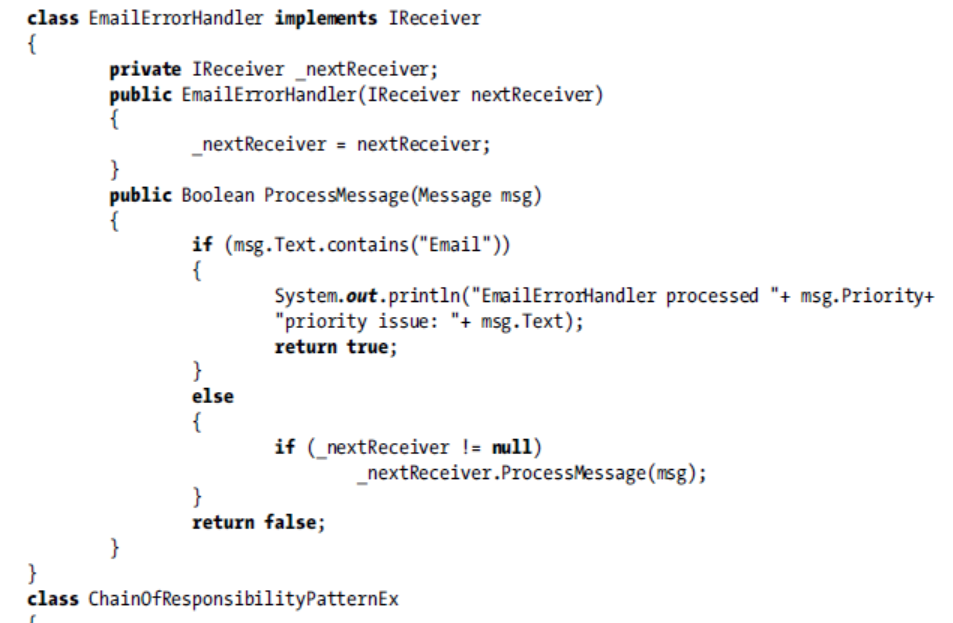 class EmailErrorHandler implements IReceiver
{
private IReceiver _nextReceiver;
public EmailErrorHandler(IReceiver nextReceiver)
{
_nextReceiver = nextReceiver;
}
public Boolean ProcessMessage(Message msg)
{
if (msg.Text.contains("Email"))
{
System.out.println("EmailErrorHandler processed "+ msg.Priority+
"priority issue: "+ msg.Text);
return true;
}
else
{
if (_nextReceiver != null)
_nextReceiver.ProcessMessage(msg);
}
return false;
}
}
class ChainOfResponsibilityPatternEx
{